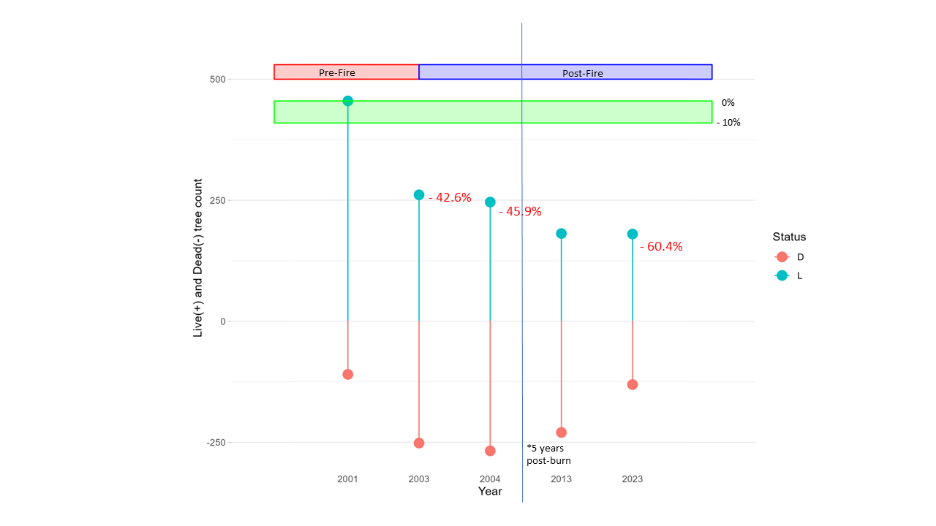 Pre-Fire
Post-Fire
500
0%
- 10%
250
- 42.6%
- 45.9%
- 60.4%
Status
D
L
Live(+) and Dead(-) tree count
0
-250
*5 years
post-burn
2001 2003 2004 2013 2023
Year